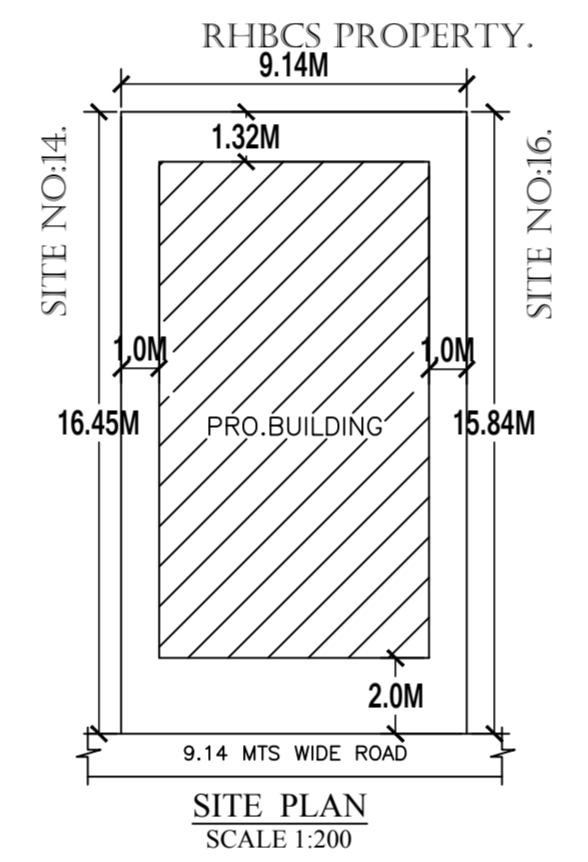 RHBCS PROPERTY.
9.14M
1.32M
SITE NO:14.
SITE NO:16.
1.0M
1.0M
16.45M
PRO.BUILDING
15.84M
2.0M
9.14 MTS WIDE ROAD
SITE PLAN
SCALE 1:200